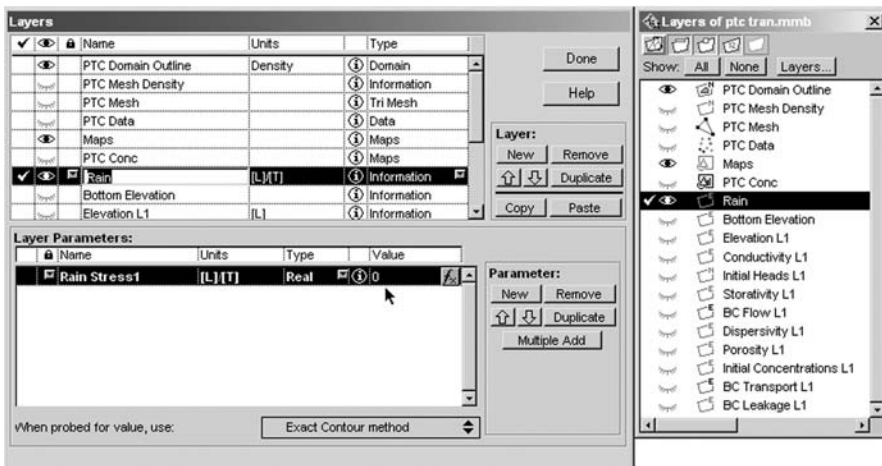 Layers
Name Units Type
PTC Domain Outline Density Domain
PTC Mesh Density Information
PTC Mesh Tri Mesh
PTC Data Data
Maps Maps
PTC Conc Maps
Rain [L]/[T] Information
Bottom Elevation Information
Elevation L1 [L] Information
Done
Help
Layer:
New Remove
Duplicate
Copy Paste
Layer Parameters:
Name Units Type Value
Rain Stress1 [L]/[T] Real 0
Parameter:
New Remove
Duplicate
Multiple Add
When probed for value, use: Exact Contour method
Layers of ptc tran.mmb
Show: All None Layers...
PTC Domain Outline
PTC Mesh Density
PTC Mesh
PTC Data
Maps
PTC Conc
Rain
Bottom Elevation
Elevation L1
Conductivity L1
Initial Heads L1
Storativity L1
BC Flow L1
Dispersivity L1
Porosity L1
Initial Concentrations L1
BC Transport L1
BC Leakage L1